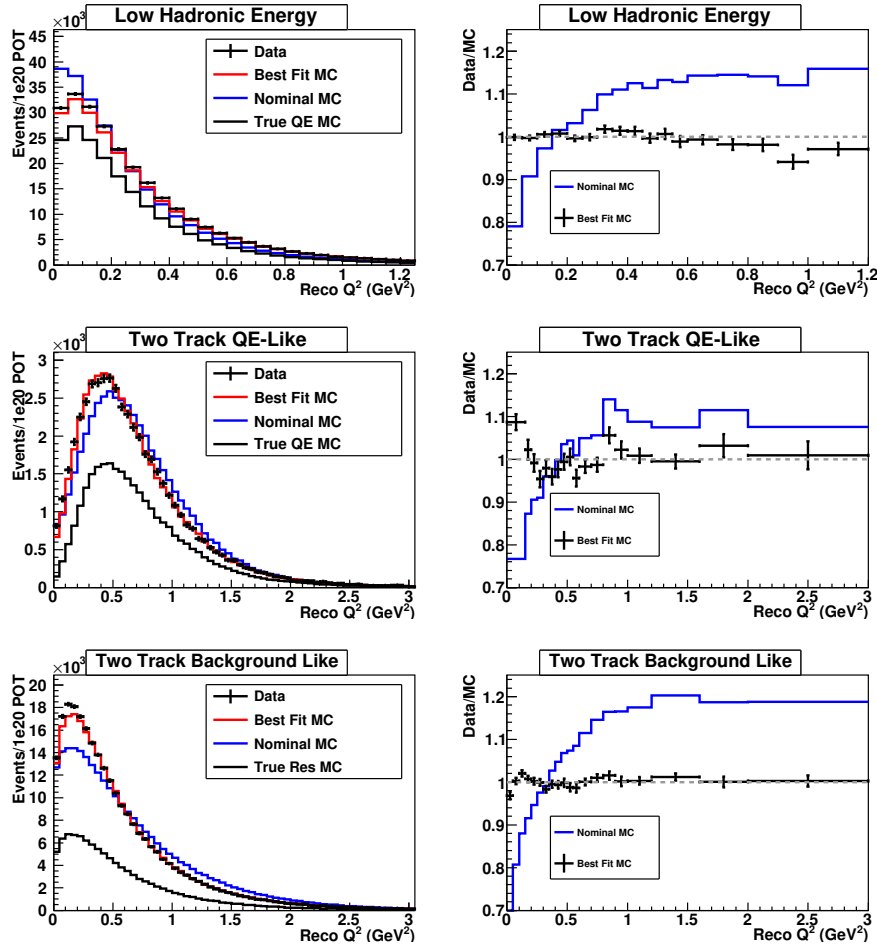 Low Hadronic Energy
×10³
Events/1e20 POT
45
40
35
30
25
20
15
10
5
0
Data
Best Fit MC
Nominal MC
True QE MC
0 0.2 0.4 0.6 0.8 1 1.2
Reco Q² (GeV²)
Low Hadronic Energy
Data/MC
1.2
1.1
1
0.9
0.8
0.7
Nominal MC
Best Fit MC
0 0.2 0.4 0.6 0.8 1 1.2
Reco Q² (GeV²)
Two Track QE-Like
×10³
Events/1e20 POT
3
2.5
2
1.5
1
0.5
0
Data
Best Fit MC
Nominal MC
True QE MC
0 0.5 1 1.5 2 2.5 3
Reco Q² (GeV²)
Two Track QE-Like
Data/MC
1.2
1.1
1
0.9
0.8
0.7
Nominal MC
Best Fit MC
0 0.5 1 1.5 2 2.5 3
Reco Q² (GeV²)
Two Track Background Like
×10³
Events/1e20 POT
20
18
16
14
12
10
8
6
4
2
0
Data
Best Fit MC
Nominal MC
True Res MC
0 0.5 1 1.5 2 2.5 3
Reco Q² (GeV²)
Two Track Background Like
Data/MC
1.2
1.1
1
0.9
0.8
0.7
Nominal MC
Best Fit MC
0 0.5 1 1.5 2 2.5 3
Reco Q² (GeV²)